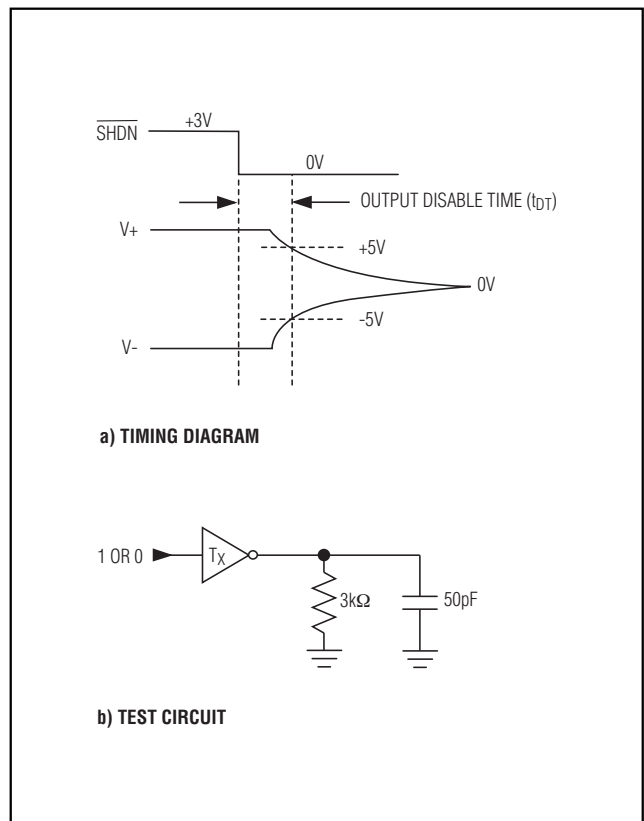 +3V
SHDN
0V
OUTPUT DISABLE TIME (tDT)
V+
+5V
0V
-5V
V-
a) TIMING DIAGRAM
1 OR 0
TX
3kΩ
50pF
b) TEST CIRCUIT